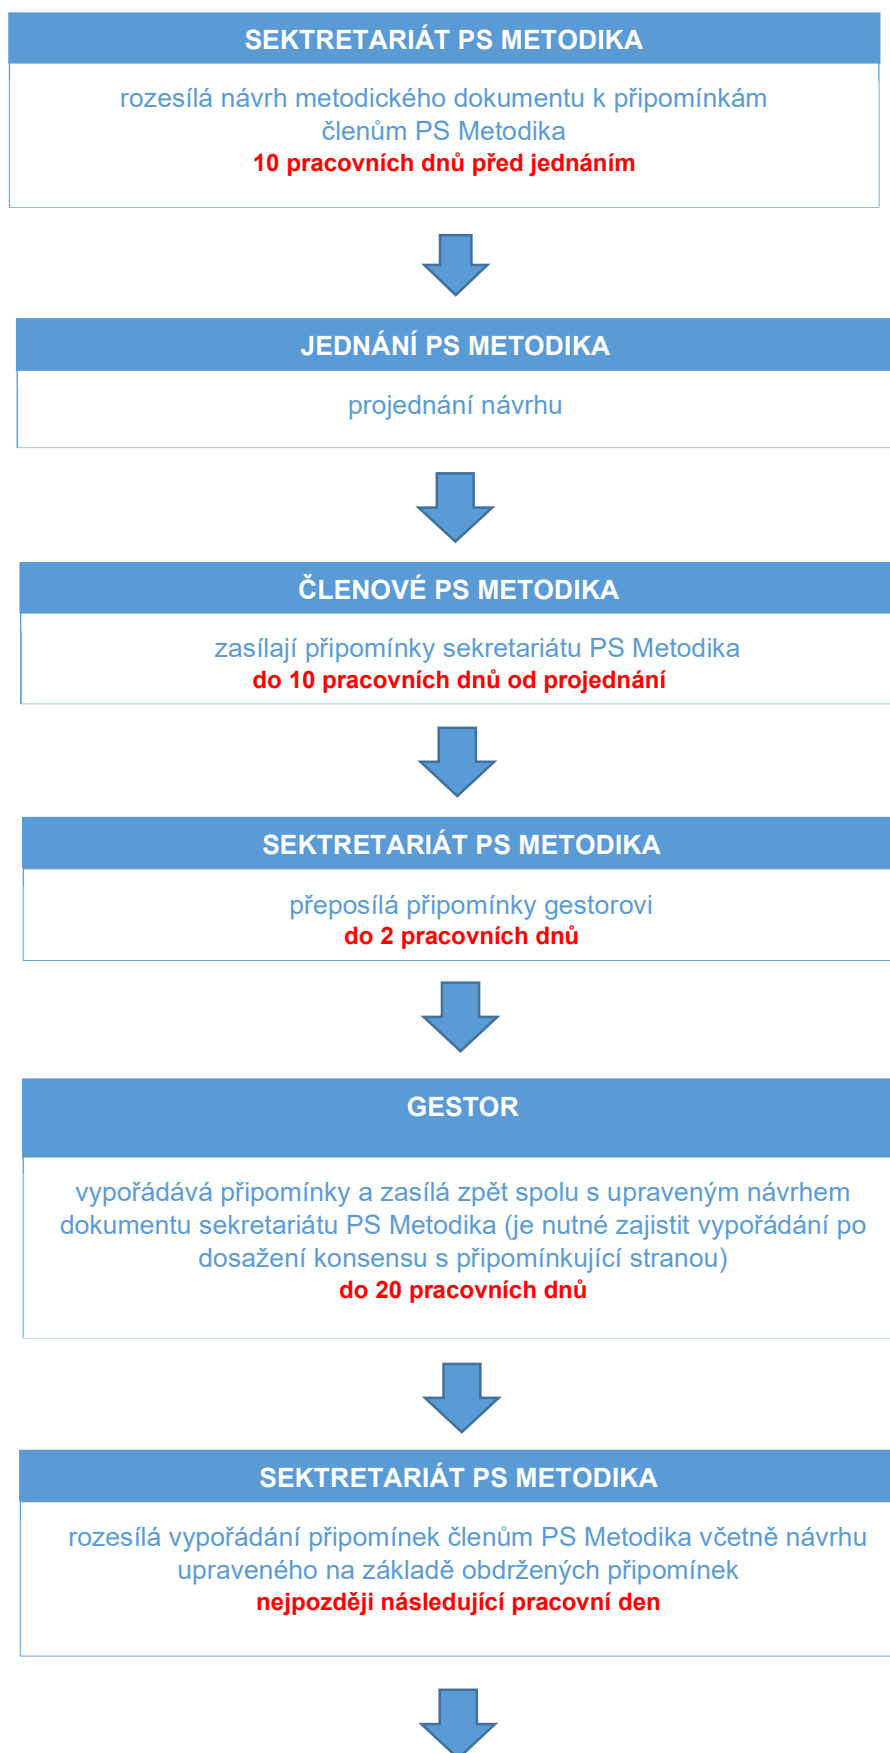 SEKTRETARIÁT PS METODIKA
rozesílá návrh metodického dokumentu k připomínkám
členům PS Metodika
10 pracovních dnů před jednáním
JEDNÁNÍ PS METODIKA
projednání návrhu
ČLENOVÉ PS METODIKA
zasílají připomínky sekretariátu PS Metodika
do 10 pracovních dnů od projednání
SEKTRETARIÁT PS METODIKA
přeposílá připomínky gestorovi
do 2 pracovních dnů
GESTOR
vypořádává připomínky a zasílá zpět spolu s upraveným návrhem
dokumentu sekretariátu PS Metodika (je nutné zajistit vypořádání po
dosažení konsensu s připomínkující stranou)
do 20 pracovních dnů
SEKTRETARIÁT PS METODIKA
rozesílá vypořádání připomínek členům PS Metodika včetně návrhu
upraveného na základě obdržených připomínek
nejpozději následující pracovní den